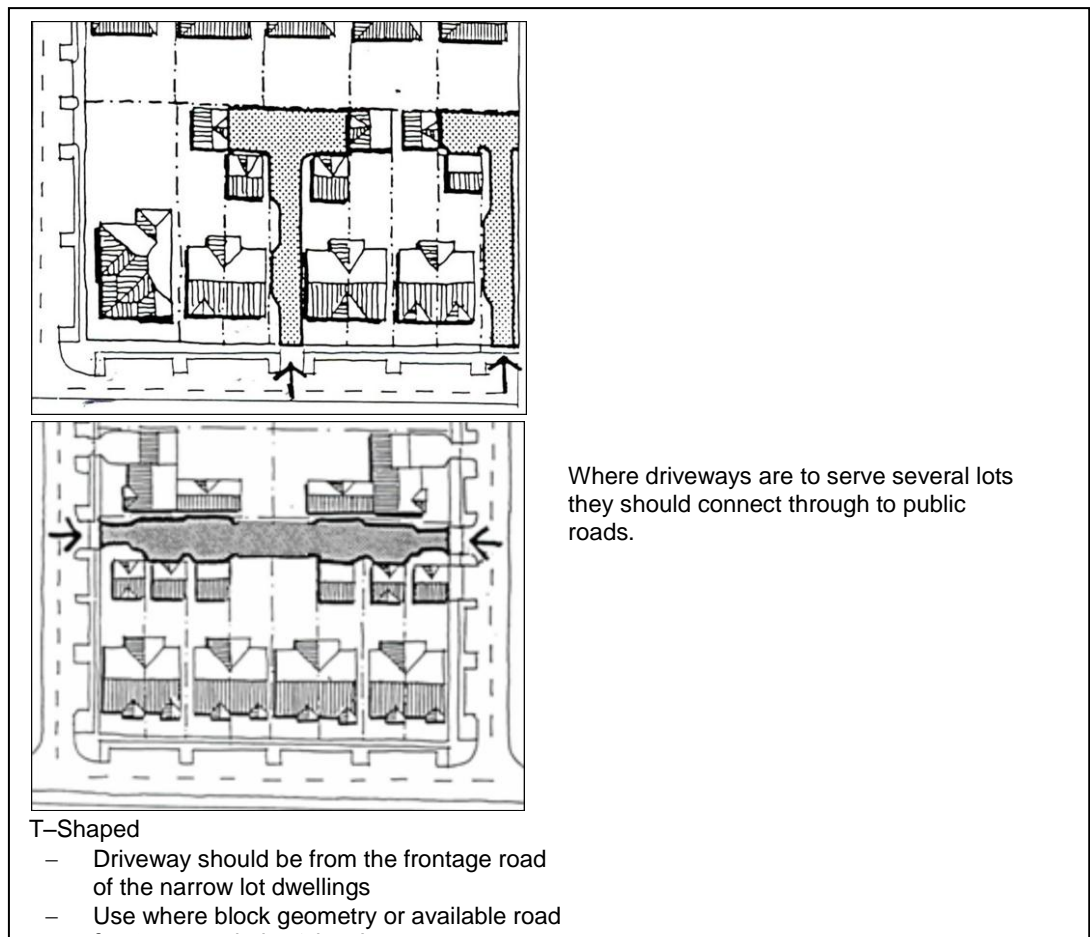 Where driveways are to serve several lots
they should connect through to public
roads.
T–Shaped
– Driveway should be from the frontage road
of the narrow lot dwellings
– Use where block geometry or available road